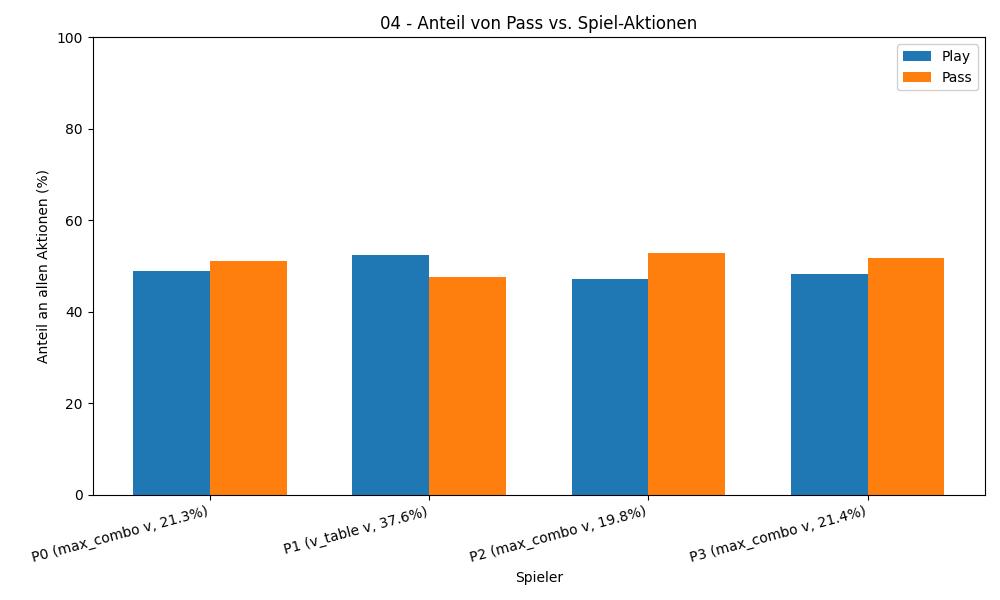 04 - Anteil von Pass vs. Spiel-Aktionen
Play
Pass
Anteil an allen Aktionen (%)
100
80
60
40
20
0
P0 (max_combo v, 21.3%)
P1 (v_table v, 37.6%)
P2 (max_combo v, 19.8%)
P3 (max_combo v, 21.4%)
Spieler